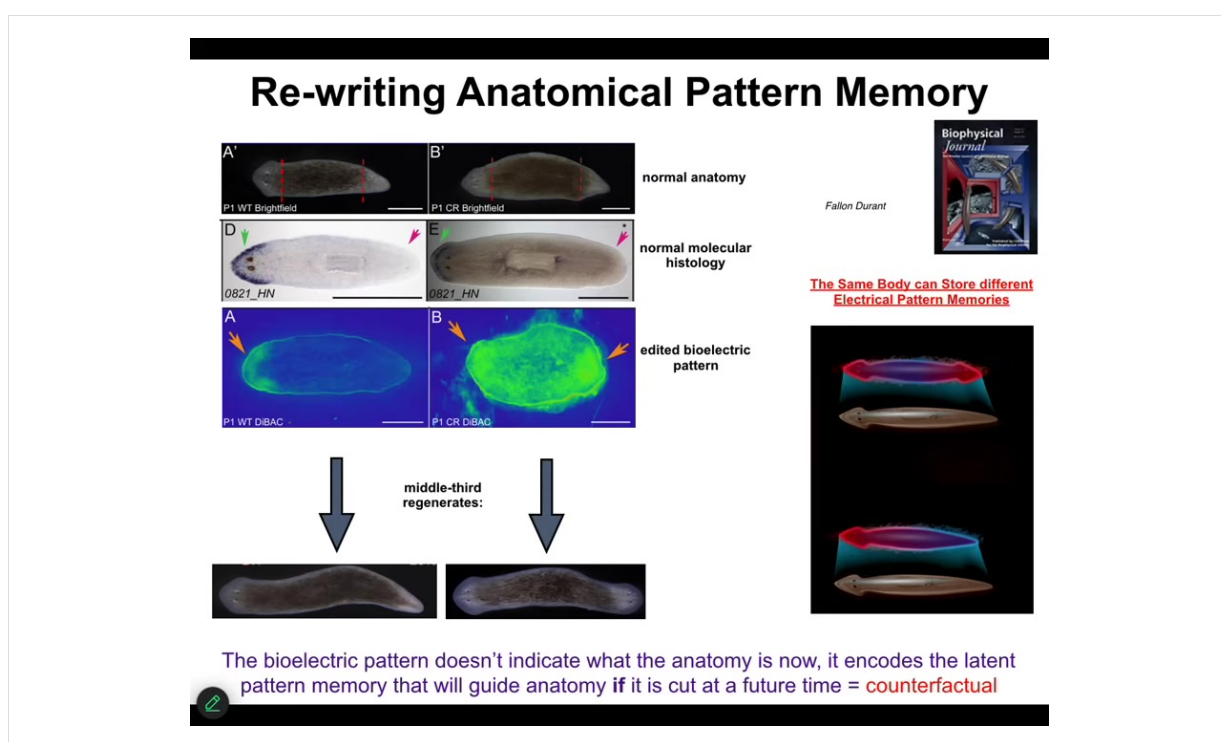 Re-writing Anatomical Pattern Memory
A'
P1 WT Brightfield
B'
P1 CR Brightfield
normal anatomy
D
0821_HN
E
*
0821_HN
normal molecular
histology
A
P1 WT DiBAC
B
P1 CR DiBAC
edited bioelectric
pattern
middle-third
regenerates:
Fallon Durant
Biophysical
Journal
The Same Body can Store different
Electrical Pattern Memories
The bioelectric pattern doesn't indicate what the anatomy is now, it encodes the latent
pattern memory that will guide anatomy if it is cut at a future time = counterfactual